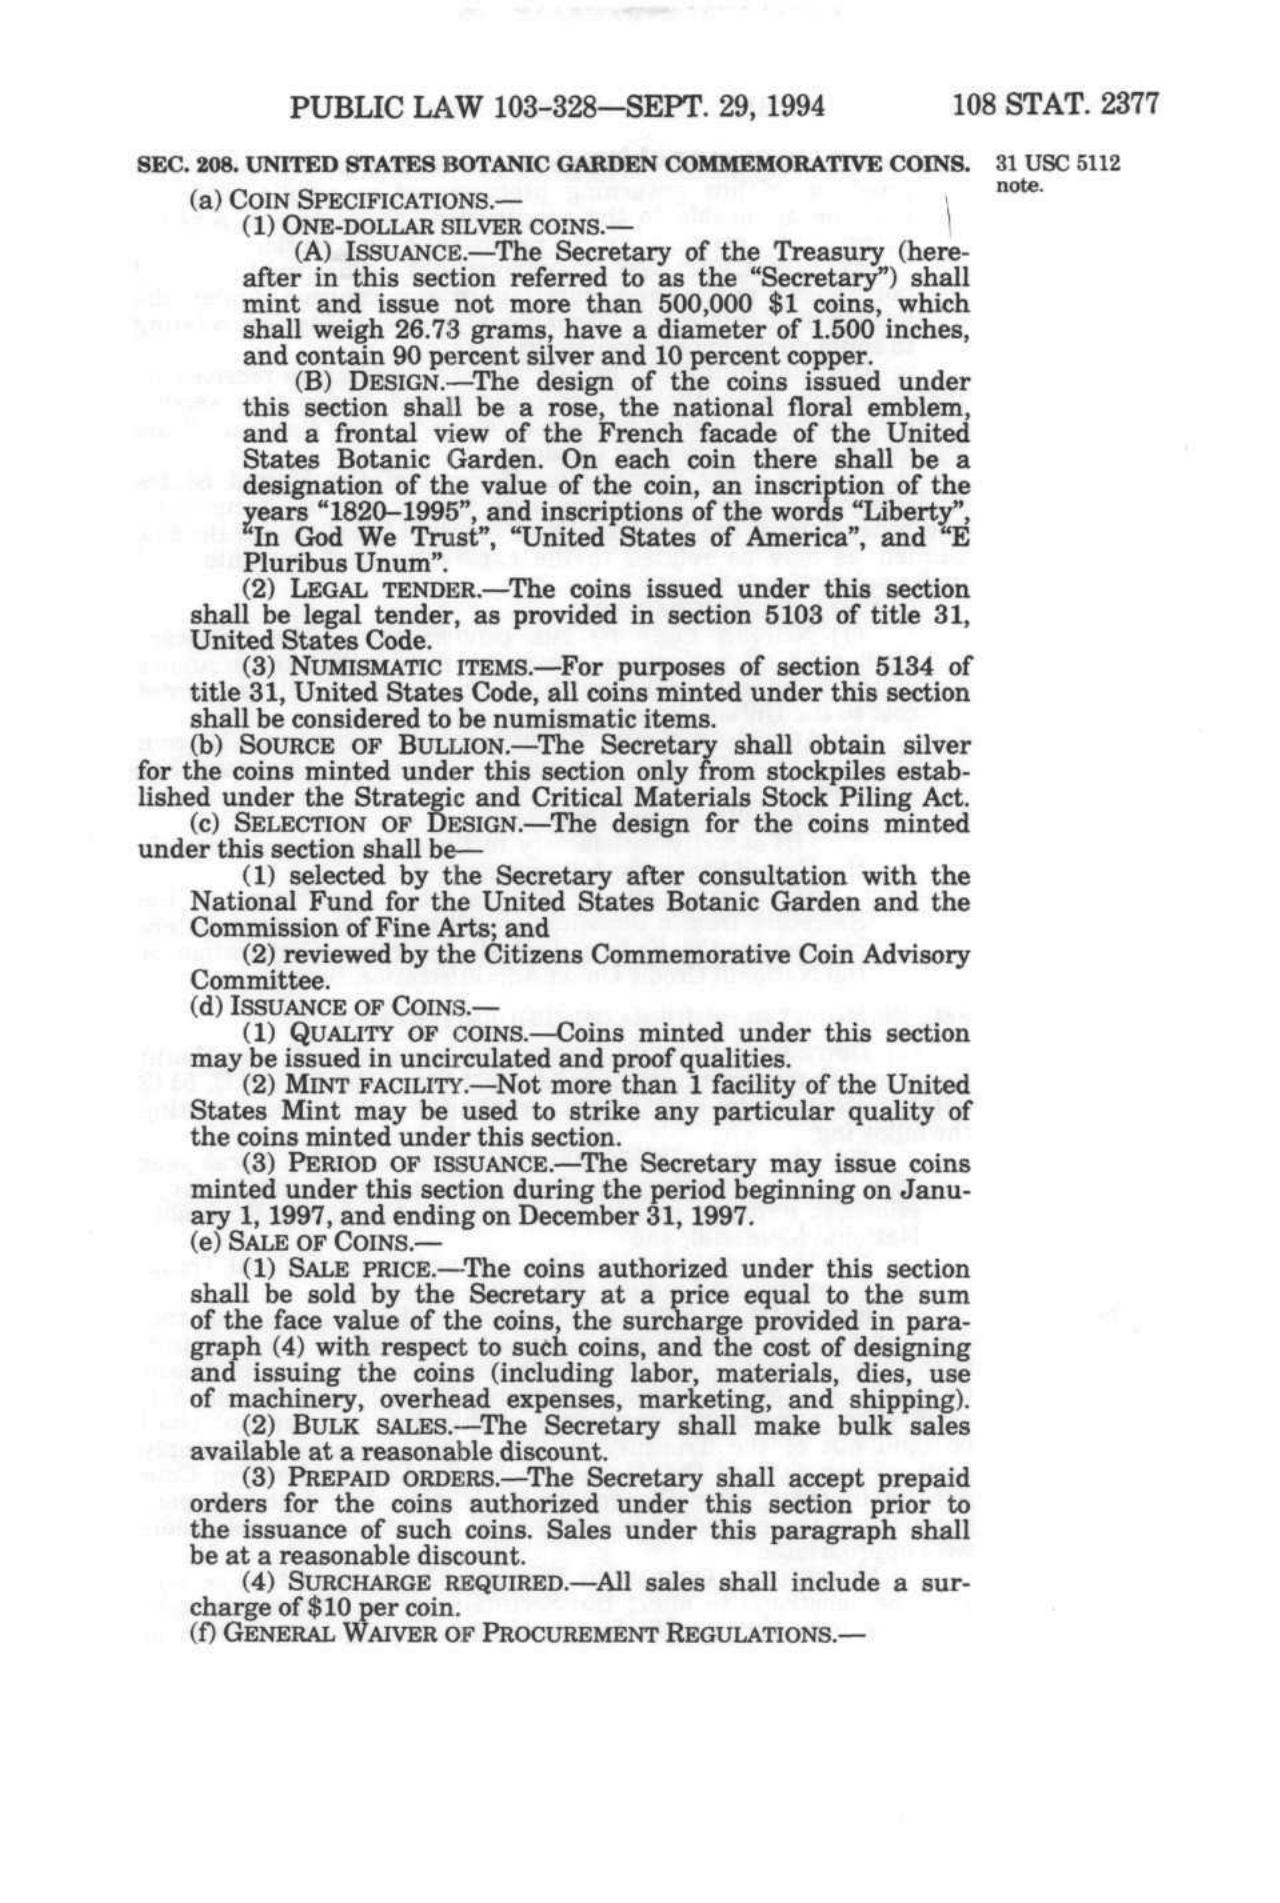 PUBLIC LAW 103–328—SEPT. 29, 1994 108 STAT. 2377
SEC. 208. UNITED STATES BOTANIC GARDEN COMMEMORATIVE COINS. 31 USC 5112
note.
(a) COIN SPECIFICATIONS.—
(1) ONE-DOLLAR SILVER COINS.—
(A) ISSUANCE.—The Secretary of the Treasury (here-
after in this section referred to as the “Secretary”) shall
mint and issue not more than 500,000 $1 coins, which
shall weigh 26.73 grams, have a diameter of 1.500 inches,
and contain 90 percent silver and 10 percent copper.
(B) DESIGN.—The design of the coins issued under
this section shall be a rose, the national floral emblem,
and a frontal view of the French facade of the United
States Botanic Garden. On each coin there shall be a
designation of the value of the coin, an inscription of the
years “1820–1995”, and inscriptions of the words “Liberty”,
“In God We Trust”, “United States of America”, and “E
Pluribus Unum”.
(2) LEGAL TENDER.—The coins issued under this section
shall be legal tender, as provided in section 5103 of title 31,
United States Code.
(3) NUMISMATIC ITEMS.—For purposes of section 5134 of
title 31, United States Code, all coins minted under this section
shall be considered to be numismatic items.
(b) SOURCE OF BULLION.—The Secretary shall obtain silver
for the coins minted under this section only from stockpiles estab-
lished under the Strategic and Critical Materials Stock Piling Act.
(c) SELECTION OF DESIGN.—The design for the coins minted
under this section shall be—
(1) selected by the Secretary after consultation with the
National Fund for the United States Botanic Garden and the
Commission of Fine Arts; and
(2) reviewed by the Citizens Commemorative Coin Advisory
Committee.
(d) ISSUANCE OF COINS.—
(1) QUALITY OF COINS.—Coins minted under this section
may be issued in uncirculated and proof qualities.
(2) MINT FACILITY.—Not more than 1 facility of the United
States Mint may be used to strike any particular quality of
the coins minted under this section.
(3) PERIOD OF ISSUANCE.—The Secretary may issue coins
minted under this section during the period beginning on Janu-
ary 1, 1997, and ending on December 31, 1997.
(e) SALE OF COINS.—
(1) SALE PRICE.—The coins authorized under this section
shall be sold by the Secretary at a price equal to the sum
of the face value of the coins, the surcharge provided in para-
graph (4) with respect to such coins, and the cost of designing
and issuing the coins (including labor, materials, dies, use
of machinery, overhead expenses, marketing, and shipping).
(2) BULK SALES.—The Secretary shall make bulk sales
available at a reasonable discount.
(3) PREPAID ORDERS.—The Secretary shall accept prepaid
orders for the coins authorized under this section prior to
the issuance of such coins. Sales under this paragraph shall
be at a reasonable discount.
(4) SURCHARGE REQUIRED.—All sales shall include a sur-
charge of $10 per coin.
(f) GENERAL WAIVER OF PROCUREMENT REGULATIONS.—